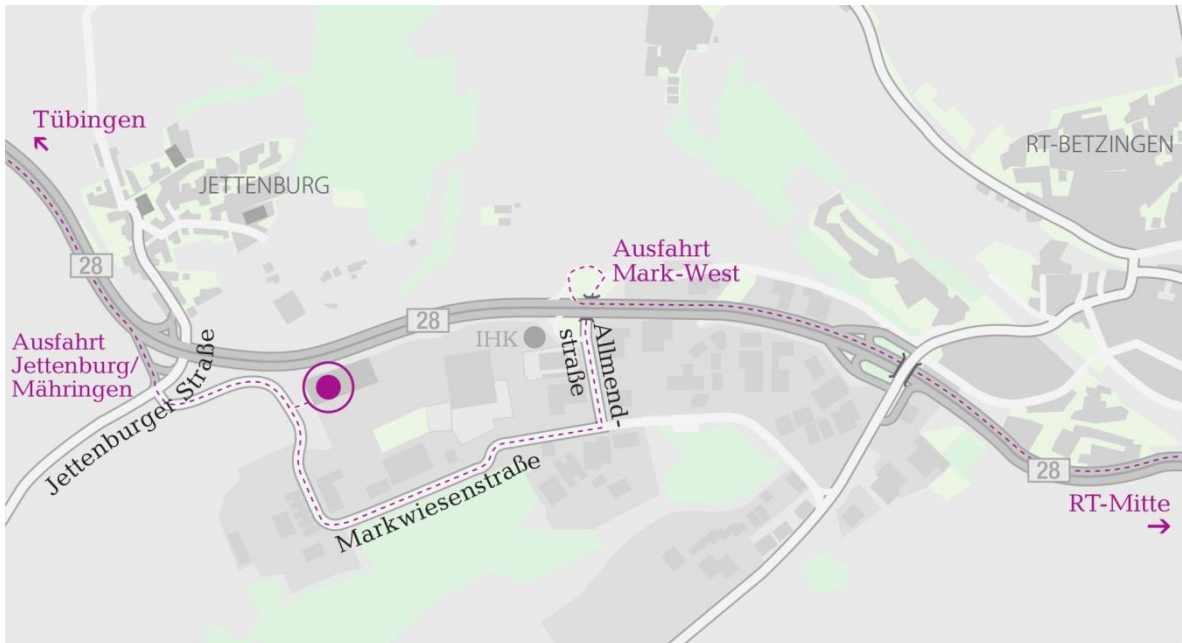 Tübingen
JETTENBURG
RT-BETZINGEN
28
Ausfahrt
Mark-West
Ausfahrt
Jettenburg/
Mähringen
28
IHK
Allmend-
straße
Jettenburger Straße
Markwiesenstraße
28
RT-Mitte